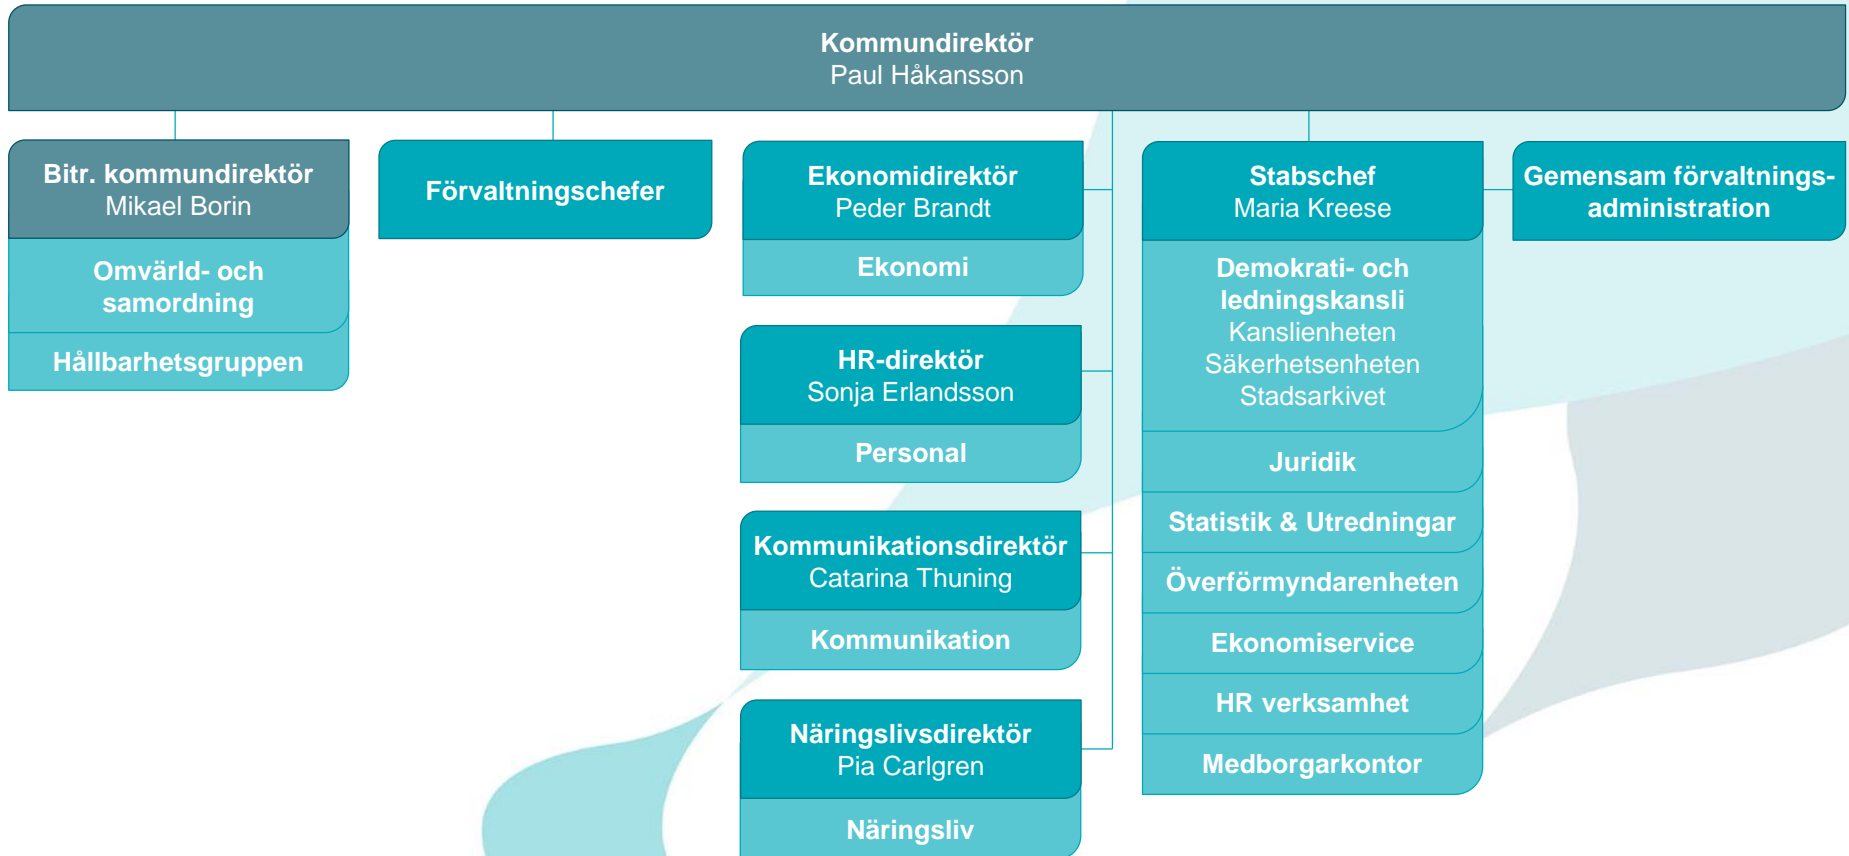 Kommundirektör
Paul Håkansson
Bitr. kommundirektör
Mikael Borin
Omvärld- och
samordning
Hållbarhetsgruppen
Förvaltningschefer
Ekonomidirektör
Peder Brandt
Ekonomi
HR-direktör
Sonja Erlandsson
Personal
Kommunikationsdirektör
Catarina Thuning
Kommunikation
Näringslivsdirektör
Pia Carlgren
Näringsliv
Stabschef
Maria Kreese
Demokrati- och
ledningskansli
Kanslienheten
Säkerhetsenheten
Stadsarkivet
Juridik
Statistik & Utredningar
Överförmyndarenheten
Ekonomiservice
HR verksamhet
Medborgarkontor
Gemensam förvaltnings-
administration